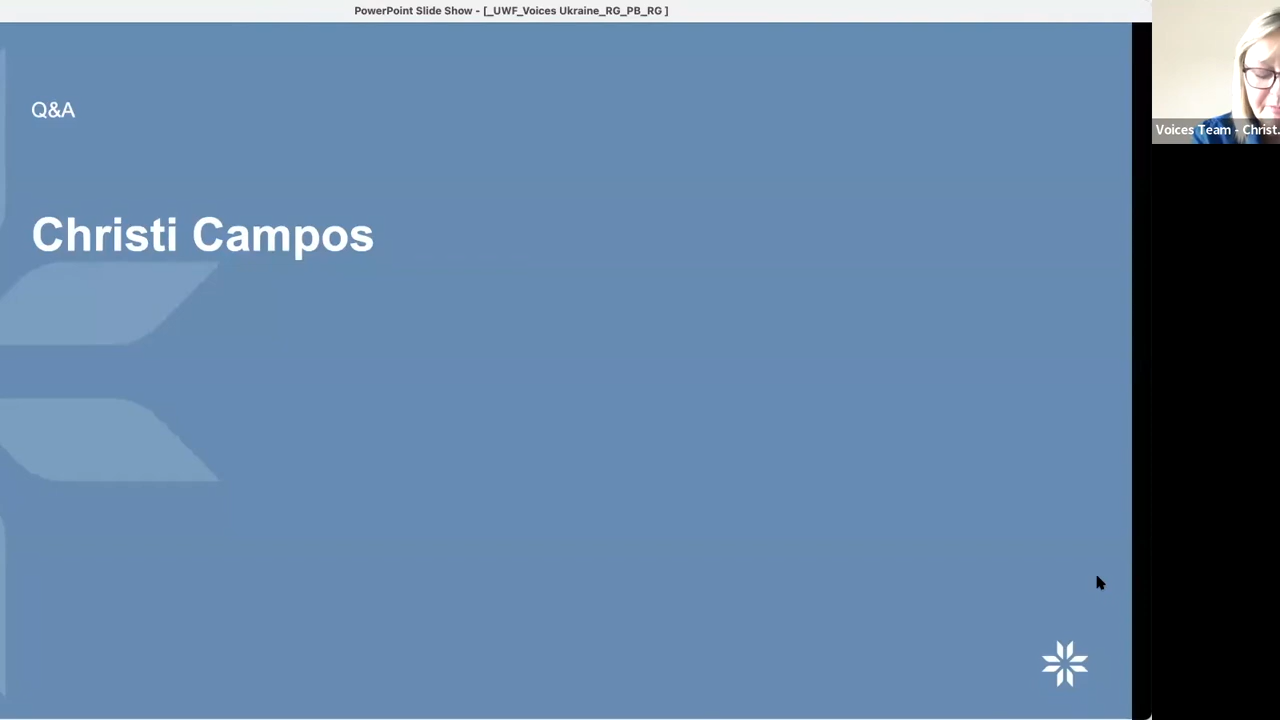 PowerPoint Slide Show - [_UWF_Voices Ukraine_RG_PB_RG ]
Q&A
Christi Campos
Voices Team - Christ.